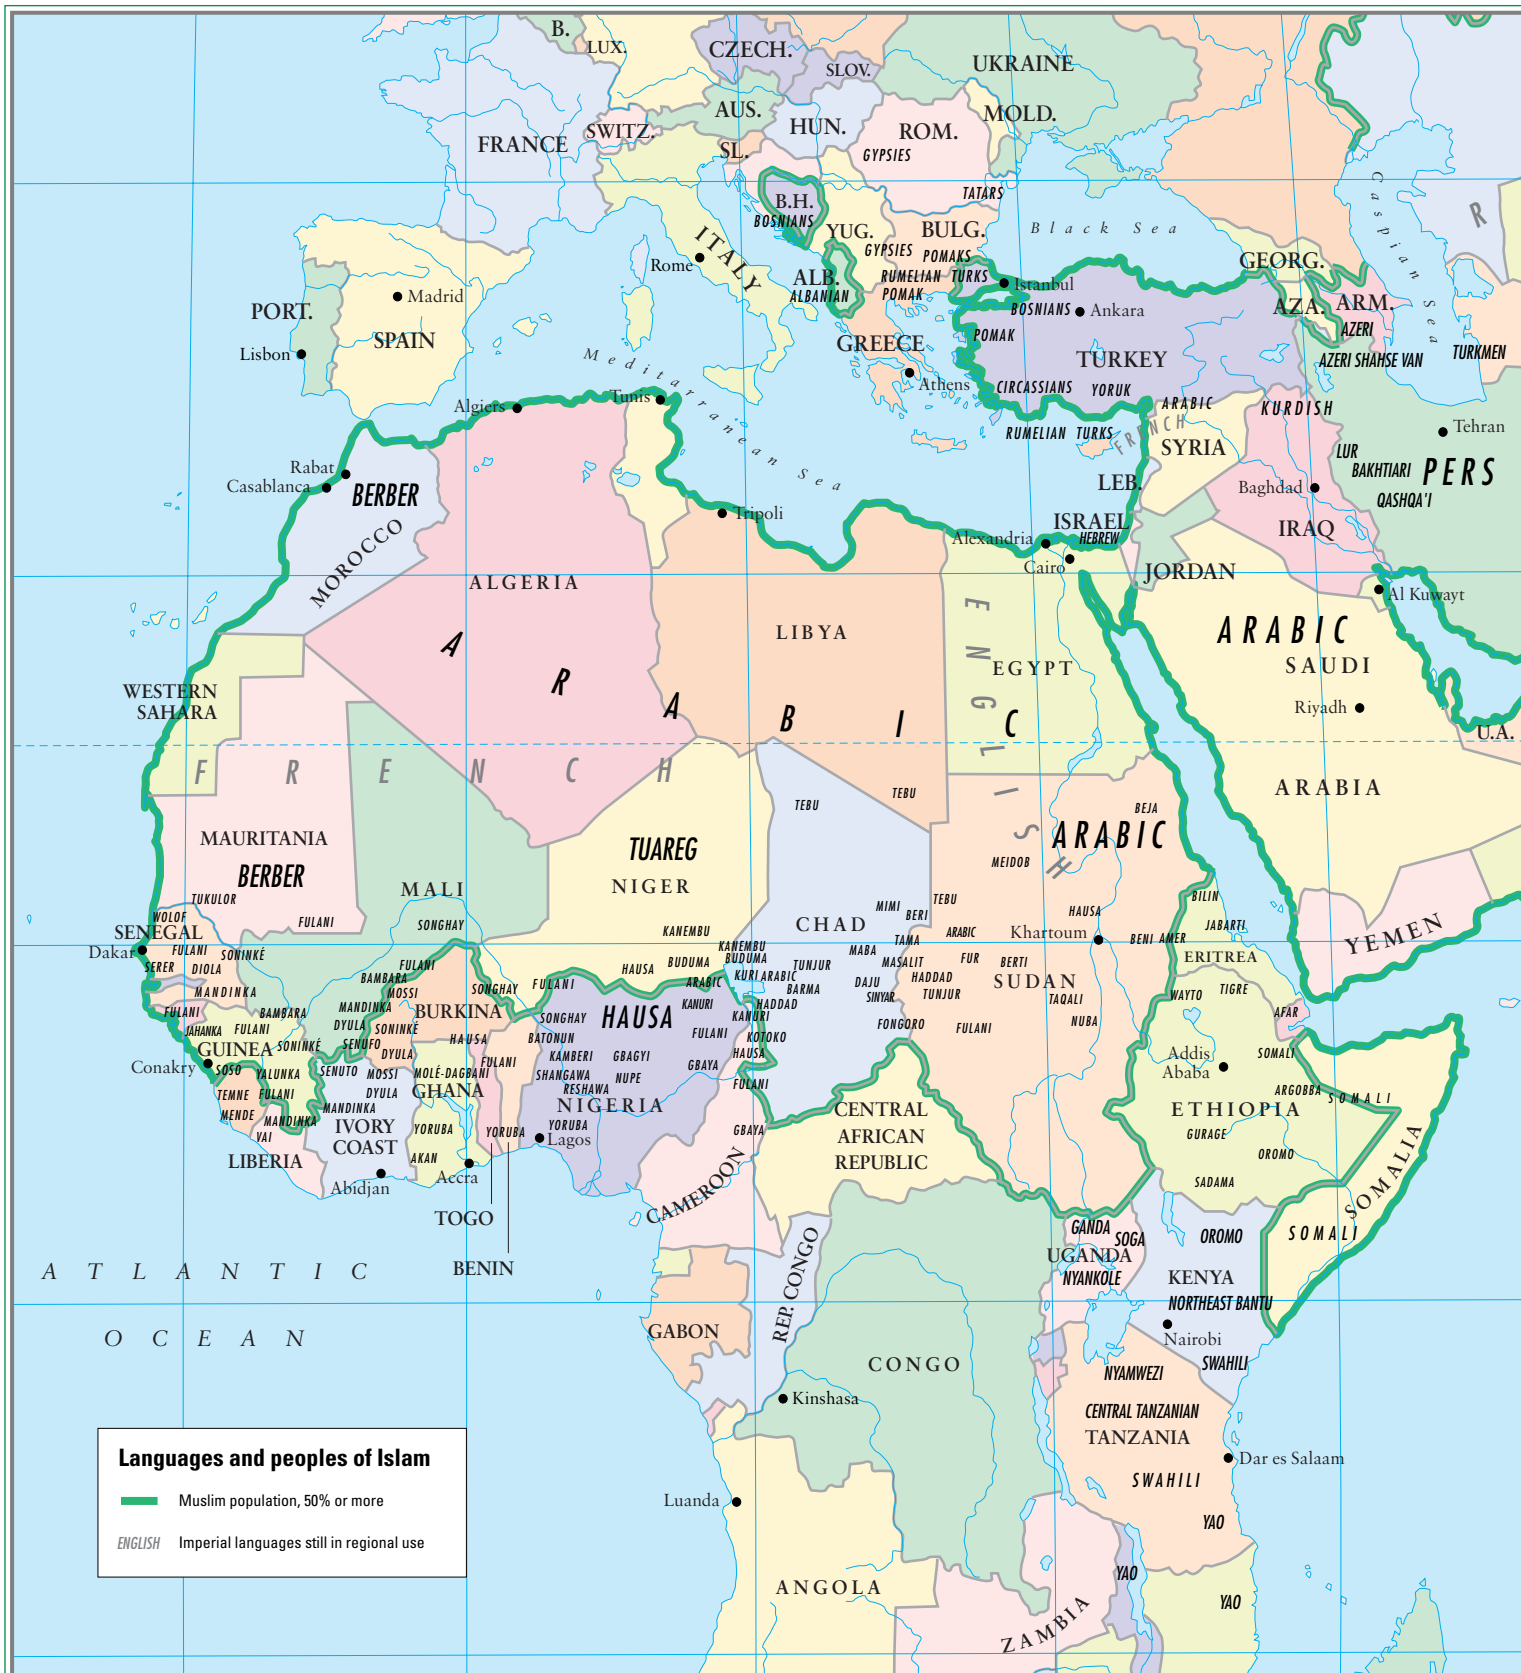 B.
LUX.
CZECH.
SLOV.
UKRAINE
AUS.
HUN.
MOLD.
ROM.
GYPSIES
FRANCE
SWITZ.
SL.
TATARS
B.H.
BOSNIANS
YUG.
GYPSIES
BULG.
POMAKS
Black Sea
Caspian Sea
R
ITALY
Rome
ALB.
ALBANIAN
RUMELIAN TURKS
POMAK
Istanbul
GEORG.
Madrid
PORT.
SPAIN
Lisbon
BOSNIANS
Ankara
AZA.
ARM.
AZERI
POMAK
GREECE
Athens
TURKEY
AZERI SHAHSE VAN
TURKMEN
CIRCASSIANS
YORUK
Meditarranean Sea
Algiers
Tunis
ARABIC
FRENCH
KURDISH
RUMELIAN TURKS
SYRIA
Tehran
LUR
BAKHTIARI
PERS
QASHQA'I
Rabat
Casablanca
BERBER
LEB.
Baghdad
Tripoli
ISRAEL
HEBREW
IRAQ
Alexandria
Cairo
MOROCCO
ALGERIA
JORDAN
Al Kuwayt
LIBYA
ENGLISH
EGYPT
ARABIC
SAUDI
ARABIC
WESTERN
SAHARA
Riyadh
U.A.
FRENCH
ARABIA
TEBU
TEBU
BEJA
MAURITANIA
BERBER
TUAREG
NIGER
ARABIC
MEIDOB
MALI
TUKULOR
WOLOF
FULANI
SONGHAY
KANEMBU
CHAD
MIMI
BERI
TEBU
HAUSA
BILIN
JABARTI
SENEGAL
Dakar
FULANI
SONINKÉ
SERER
DIOLA
FULANI
BAMBARA
HAUSA
BUDUMA
KANEMBU
BUDUMA
TAMA
ARABIC
Khartoum
BENI AMER
ERITREA
YEMEN
MABA
MASALIT
FUR
BERTI
SUDAN
TUNJUR
KURI
ARABIC
BARMA
DAJU
SINYAR
HADDAD
TUNJUR
TAQALI
WAYTO
TIGRE
MANDINKA
MOSSI
SONGHAY
FULANI
ARABIC
KANURI
HADDAD
KANURI
FULANI
JAHANKA
FULANI
BAMBARA
MANDINKA
DYULA
BURKINA
SONGHAY
HAUSA
FONGORO
FULANI
NUBA
AFAR
SONINKÉ
GUINEA
SONINKÉ
SENUFO
DYULA
HAUSA
BATONUN
FULANI
KOTOKO
HAUSA
Conakry
SOSO
YALUNKA
SENUTO
MOSSI
MOLÉ-DAGBANI
FULANI
KAMBERI
GBAGYI
GBAYA
SHANGAWA
NUPE
RESHAWA
FULANI
Addis
Ababa
SOMALI
ARGOBBA
SOMALI
TEMNE
FULANI
DYULA
GHANA
MENDE
MANDINKA
MANDINKA
NIGERIA
YORUBA
Lagos
CENTRAL
AFRICAN
REPUBLIC
ETHIOPIA
VAI
IVORY
COAST
YORUBA
YORUBA
GBAYA
GURAGE
LIBERIA
AKAN
OROMO
Abidjan
Accra
SADAMA
SOMALIA
CAMEROON
TOGO
BENIN
GANDA
SOGA
OROMO
SOMALI
UGANDA
NYANKOLE
KENYA
NORTHEAST BANTU
REP. CONGO
ATLANTIC
OCEAN
GABON
Nairobi
CONGO
SWAHILI
NYAMWEZI
Kinshasa
CENTRAL TANZANIAN
TANZANIA
Dar es Salaam
SWAHILI
Luanda
YAO
YAO
YAO
ANGOLA
ZAMBIA
Languages and peoples of Islam
Muslim population, 50% or more
ENGLISH Imperial languages still in regional use